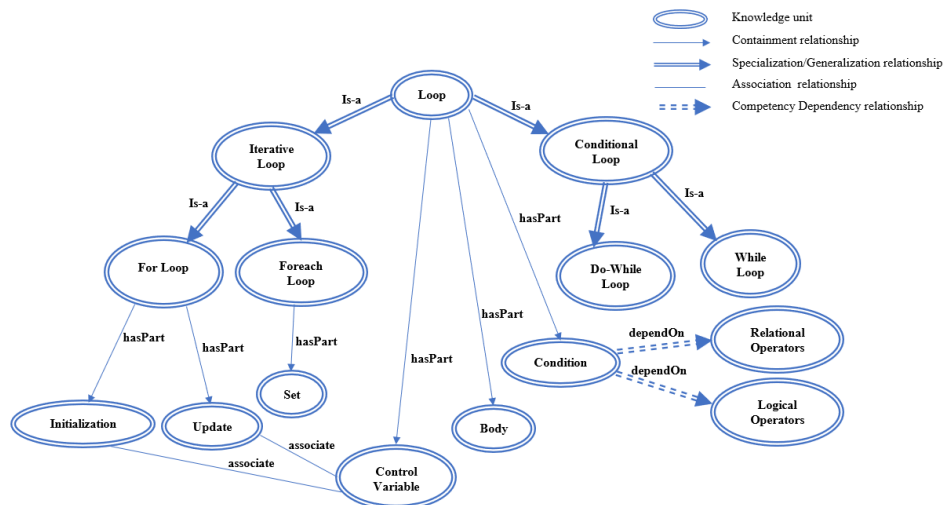 Knowledge unit
Containment relationship
Specialization/Generalization relationship
Association relationship
Competency Dependency relationship
Loop
Is-a
Is-a
Iterative
Loop
Conditional
Loop
Is-a
Is-a
Is-a
Is-a
hasPart
For Loop
Foreach
Loop
Do-While
Loop
While
Loop
hasPart
hasPart
hasPart
hasPart
hasPart
dependOn
Relational
Operators
Condition
dependOn
Set
Logical
Operators
Initialization
Update
Body
associate
associate
Control
Variable